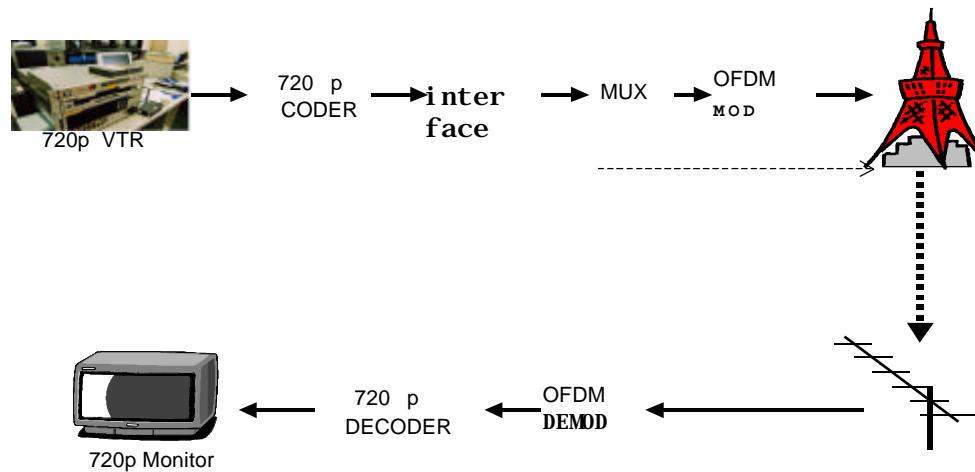 720p VTR
720 p
CODER
inter
face
MUX
OFDM
MOD
720p Monitor
720 p
DECODER
OFDM
DEMOD